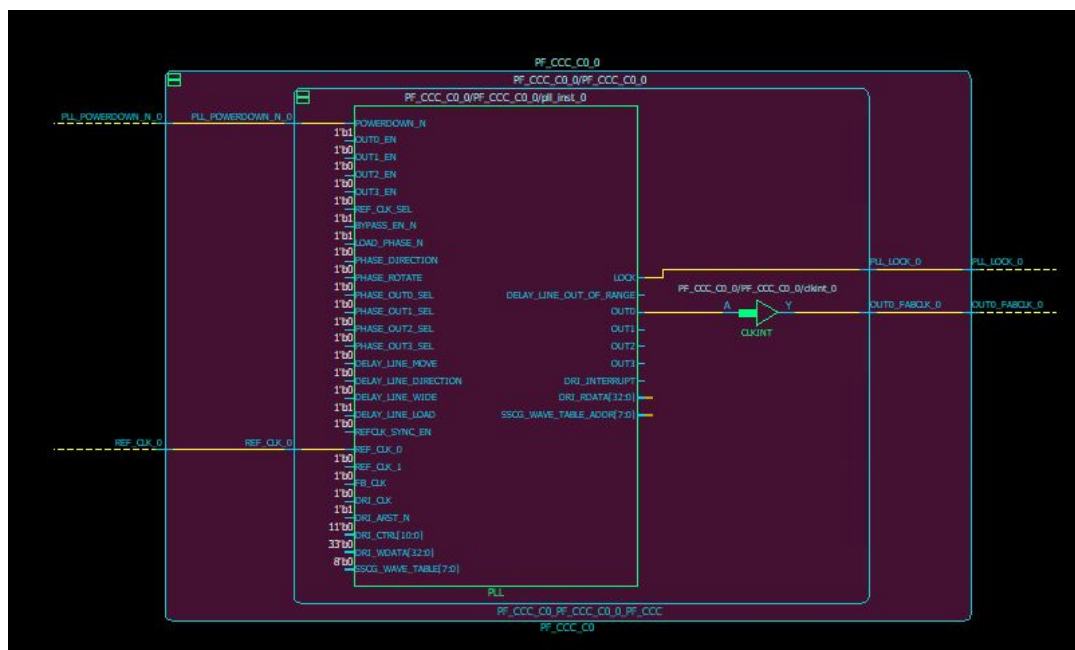 PF_CCC_C0_0
PF_CCC_C0_0/PF_CCC_C0_0
PF_CCC_C0_0/PF_CCC_C0_0/pll_inst_0
PLL_POWERDOWN_N_0 PLL_POWERDOWN_N_0 POWERDOWN_N
1'b1 OUT0_EN
1'b0 OUT1_EN
1'b0 OUT2_EN
1'b0 OUT3_EN
1'b0 REF_CLK_SEL
1'b1 BYPASS_EN_N
1'b1 LOAD_PHASE_N
1'b0 PHASE_DIRECTION
1'b0 PHASE_ROTATE LOCK PLL_LOCK_0 PLL_LOCK_0
1'b0 PHASE_OUT0_SEL DELAY_LINE_OUT_OF_RANGE PF_CCC_C0_0/PF_CCC_C0_0/clkint_0
1'b0 PHASE_OUT1_SEL OUT0 A Y OUT0_FABCLK_0 OUT0_FABCLK_0
1'b0 PHASE_OUT2_SEL OUT1 CLKINT
1'b0 PHASE_OUT3_SEL OUT2
1'b0 DELAY_LINE_MOVE OUT3
1'b0 DELAY_LINE_DIRECTION DRI_INTERRUPT
1'b0 DELAY_LINE_WIDE DRI_RDATA[32:0]
1'b1 DELAY_LINE_LOAD SSCG_WAVE_TABLE_ADDR[7:0]
1'b0 REFCLK_SYNC_EN
REF_CLK_0 REF_CLK_0 REF_CLK_0
1'b0 REF_CLK_1
1'b0 FB_CLK
1'b0 DRI_CLK
1'b1 DRI_ARST_N
11'b0 DRI_CTRL[10:0]
33'b0 DRI_WDATA[32:0]
8'b0 SSCG_WAVE_TABLE[7:0]
PLL
PF_CCC_C0_PF_CCC_C0_0_PF_CCC
PF_CCC_C0